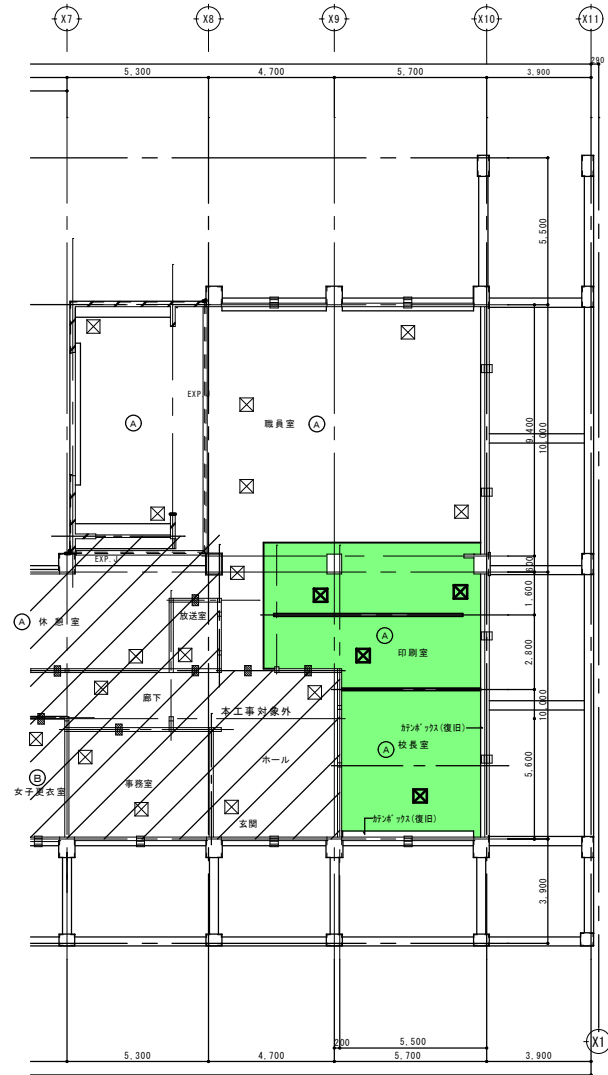 X7 X8 X9 X10 X11
290
5,300 4,700 5,700 3,900
5,500
EXP.J
職員室 A
A
9,400
10,000
EXP.J
600
1,600
放送室
A 休憩室
A
印刷室
2,800
廊下
本工事対象外
10,000
カテンボックス(復旧)
A 校長室
5,600
ホール
B
女子更衣室
事務室
カテンボックス(復旧)
玄関
3,900
X1
200 5,500
5,300 4,700 5,700 3,900